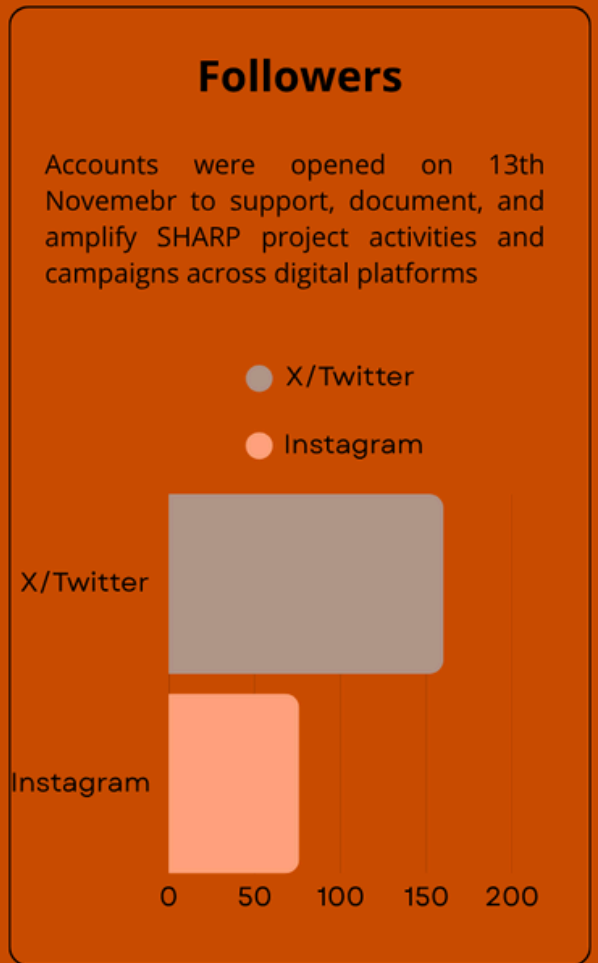 Followers
Accounts were opened on 13th
Novemebr to support, document, and
amplify SHARP project activities and
campaigns across digital platforms
X/Twitter
Instagram
X/Twitter
Instagram
0 50 100 150 200